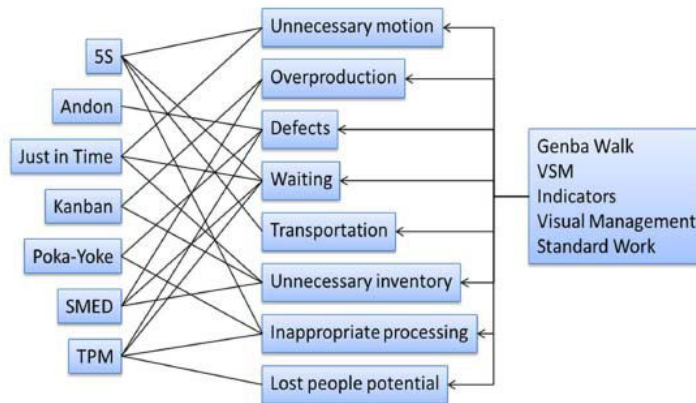 5S
Andon
Just in Time
Kanban
Poka-Yoke
SMED
TPM
Unnecessary motion
Overproduction
Defects
Waiting
Transportation
Unnecessary inventory
Inappropriate processing
Lost people potential
Genba Walk
VSM
Indicators
Visual Management
Standard Work